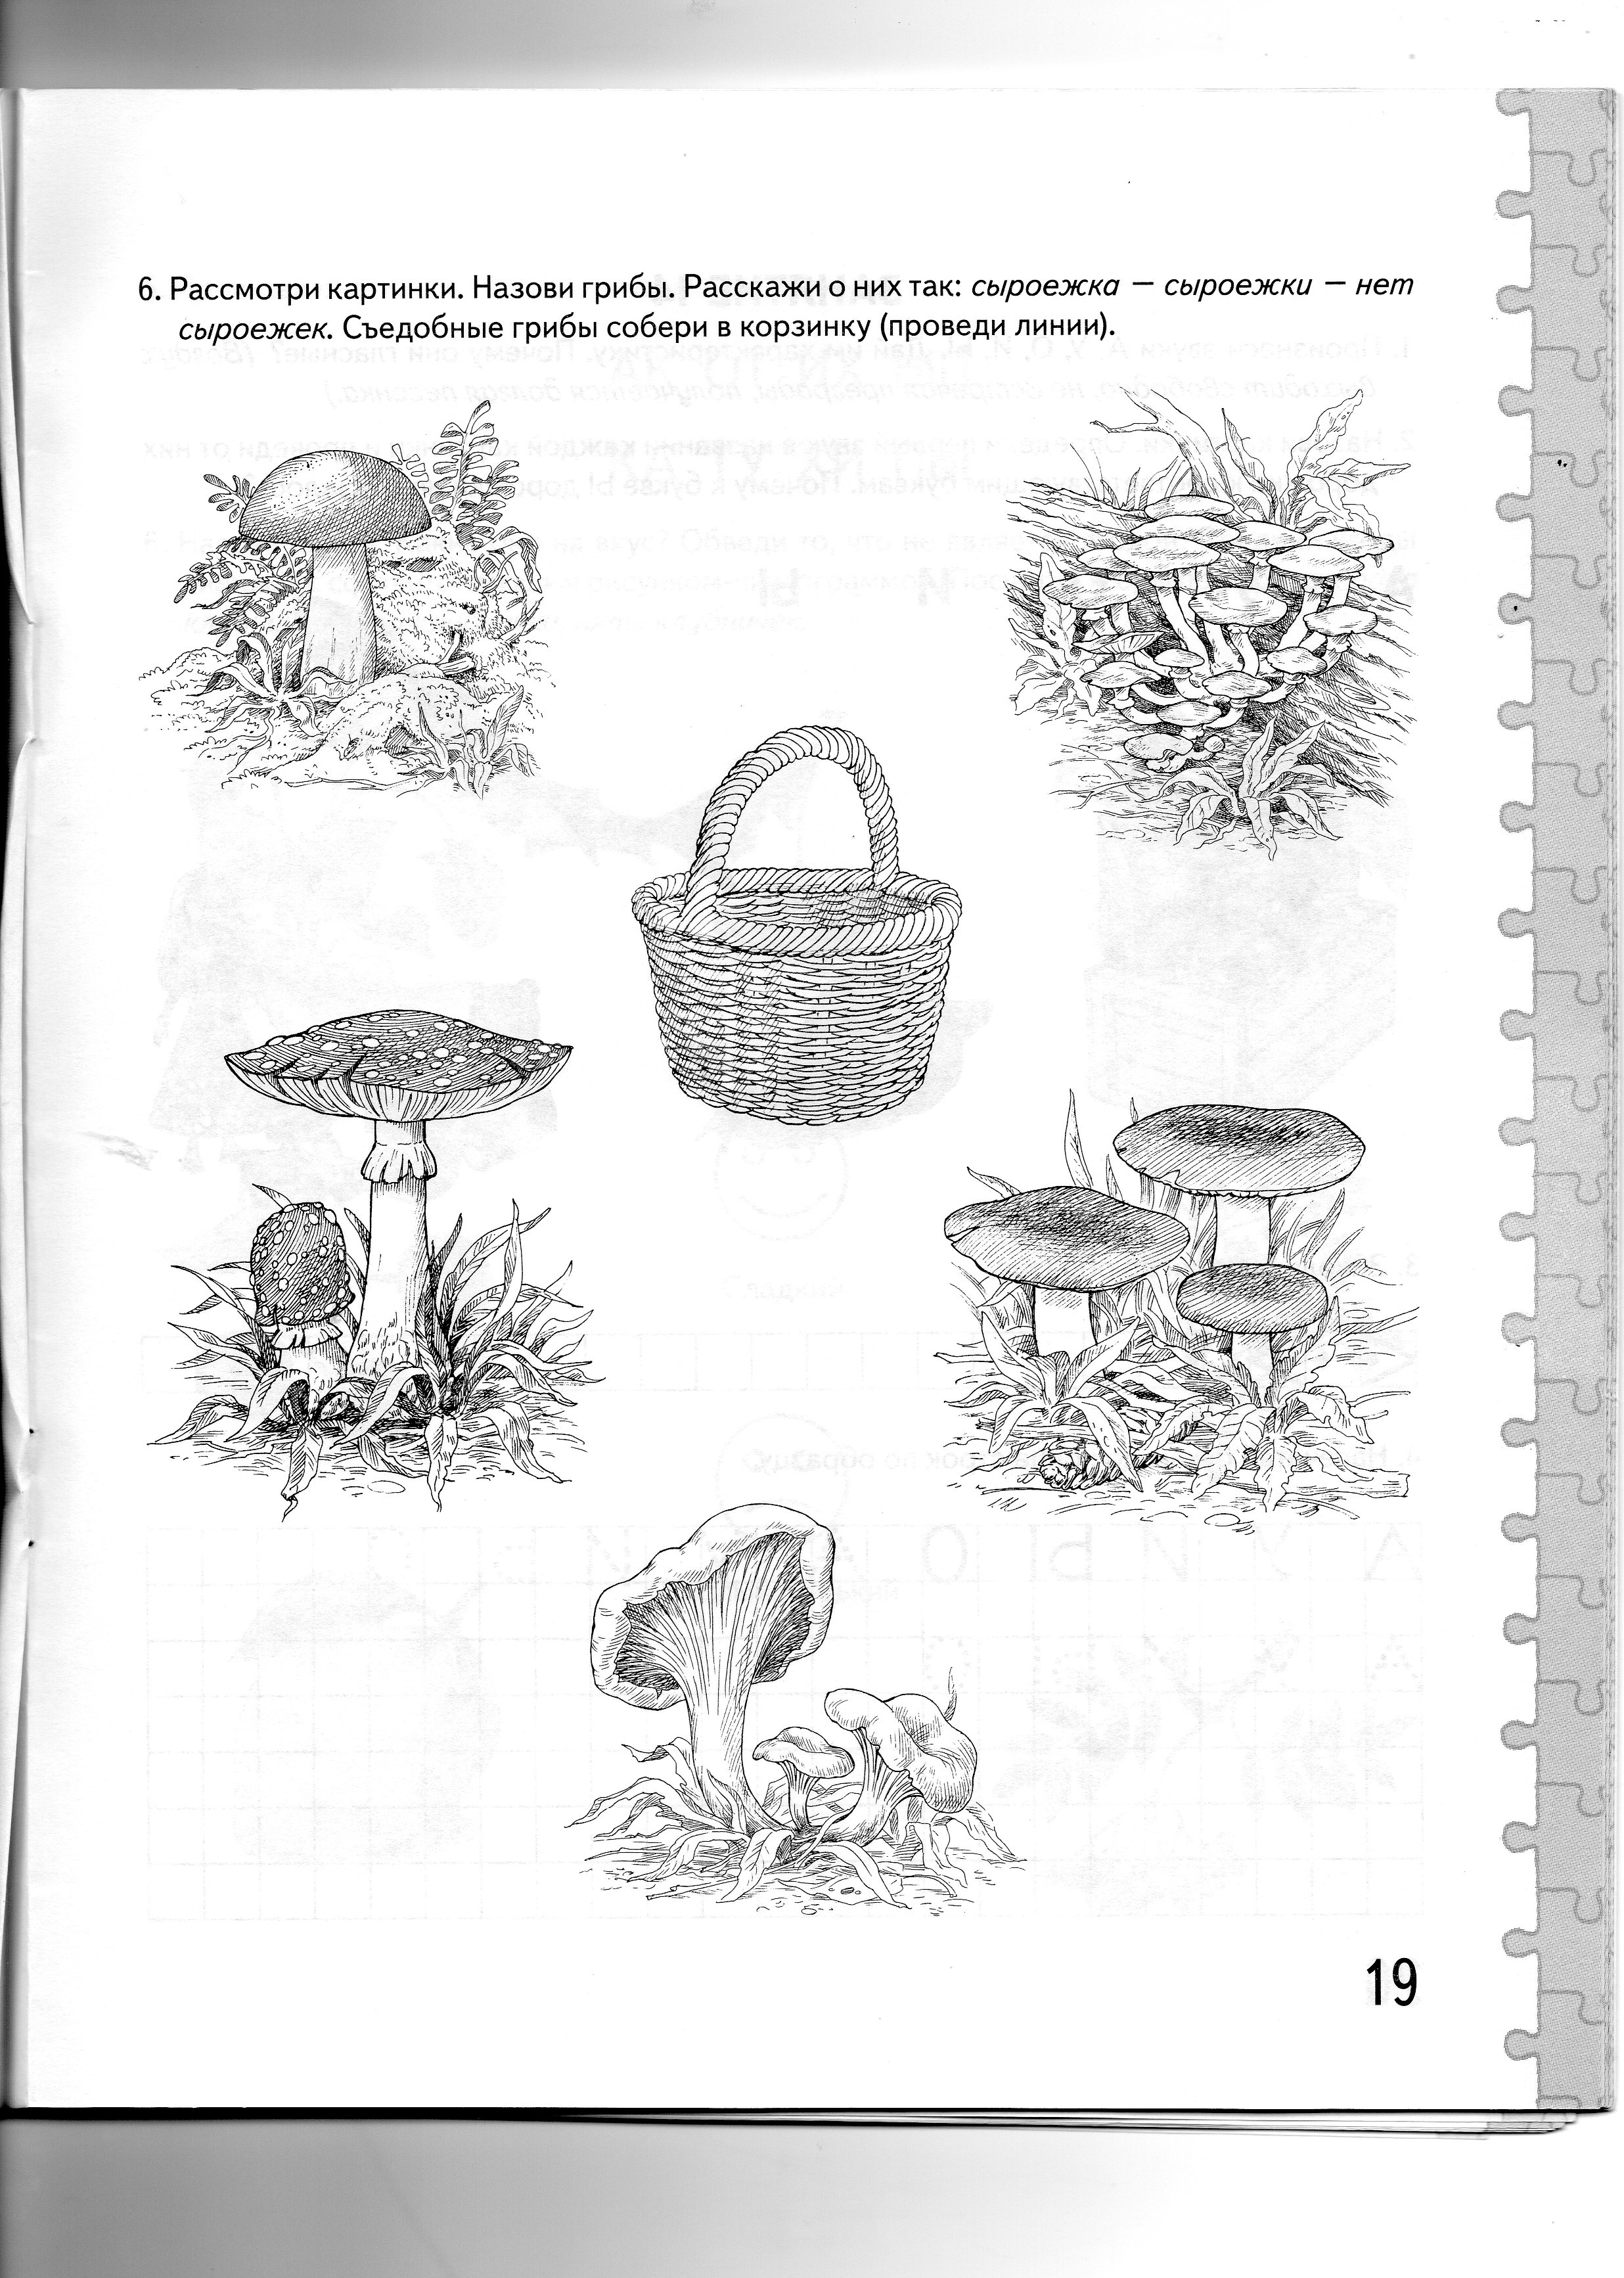 6. Рассмотри картинки. Назови грибы. Расскажи о них так: сыроежка – сыроежки – нет
сыроежек. Съедобные грибы собери в корзинку (проведи линии).
19